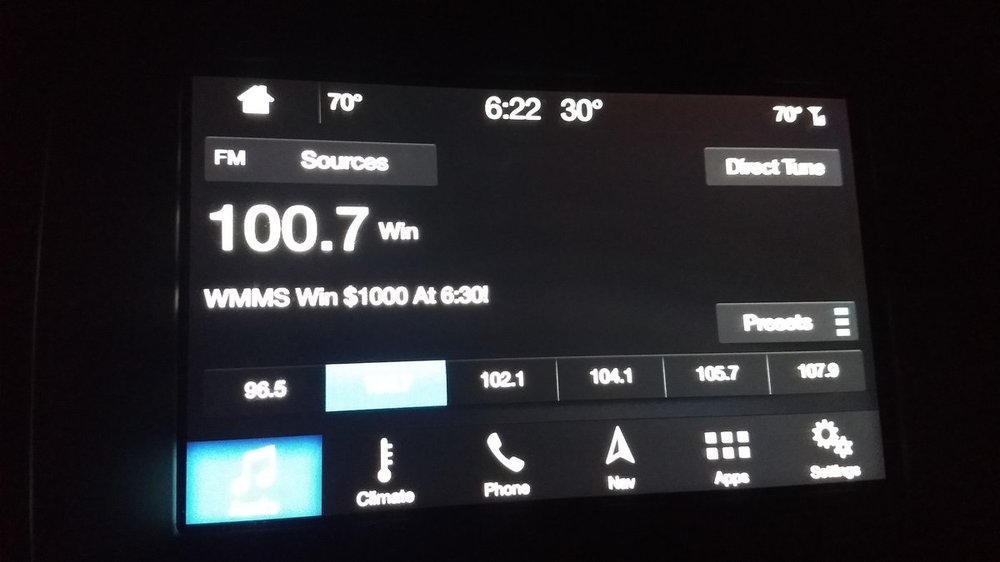 70° 6:22 30° 70°
FM Sources Direct Tune
100.7 Win
WMMS Win $1000 At 6:30!
Presets
96.5 102.1 104.1 105.7 107.9
Climate Phone Nav Apps Settings